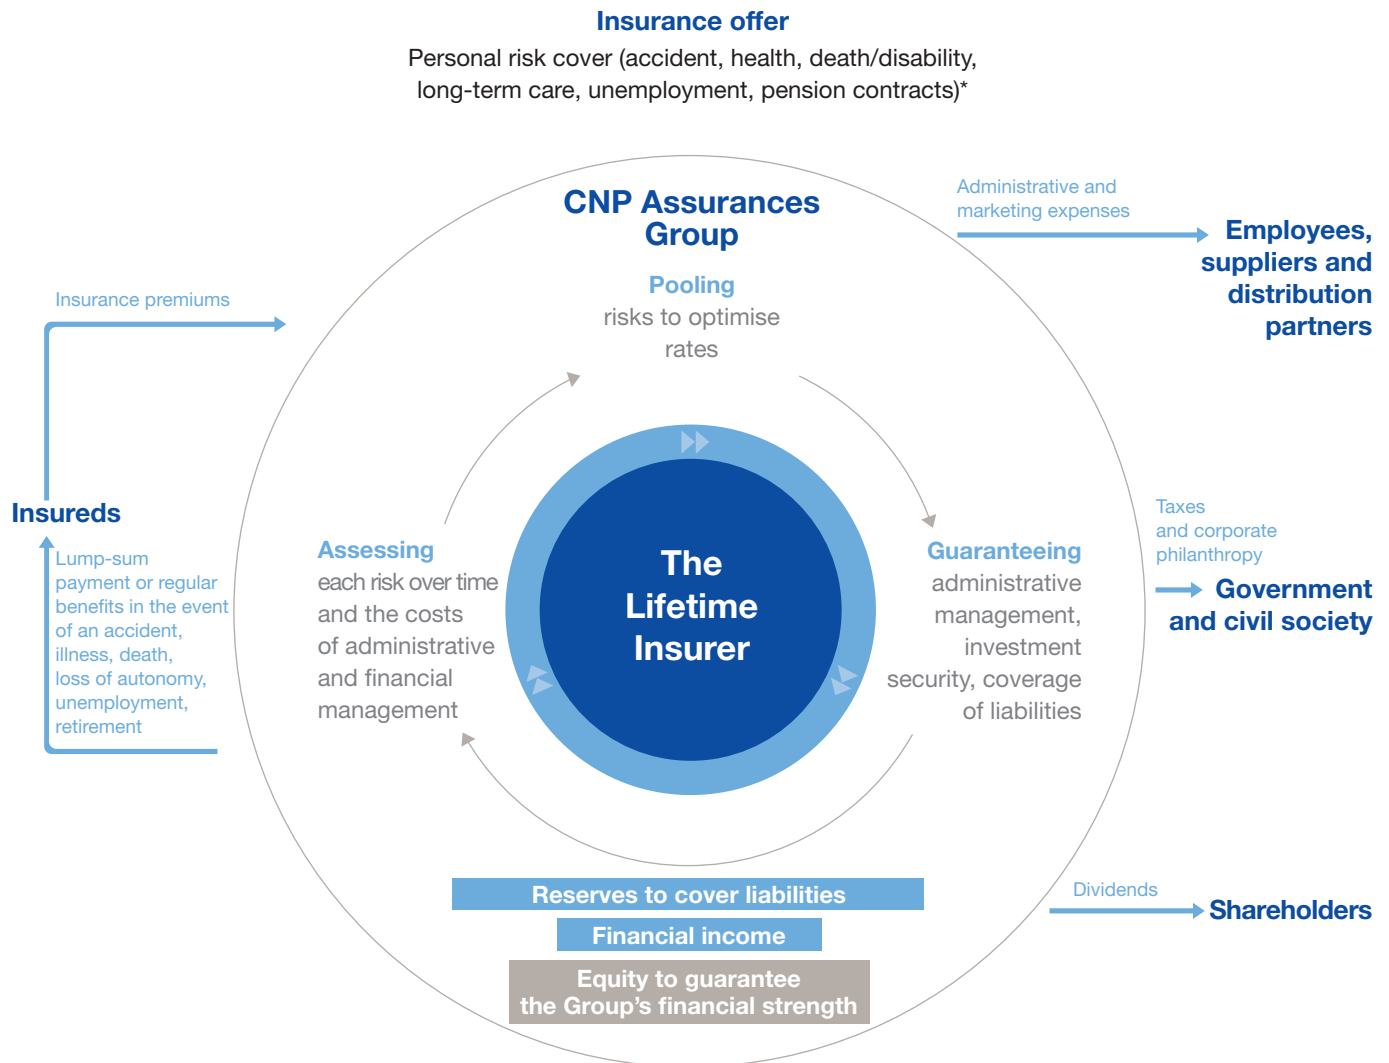 Insurance offer
Personal risk cover (accident, health, death/disability,
long-term care, unemployment, pension contracts)*
CNP Assurances
Group
Pooling
risks to optimise
rates
Administrative and
marketing expenses
Employees,
suppliers and
distribution
partners
Insurance premiums
Insureds
Lump-sum
payment or regular
benefits in the event
of an accident,
illness, death,
loss of autonomy,
unemployment,
retirement
Assessing
each risk over time
and the costs
of administrative
and financial
management
The
Lifetime
Insurer
Guaranteeing
administrative
management,
investment
security, coverage
of liabilities
Taxes
and corporate
philanthropy
Government
and civil society
Reserves to cover liabilities
Financial income
Equity to guarantee
the Group's financial strength
Dividends
Shareholders